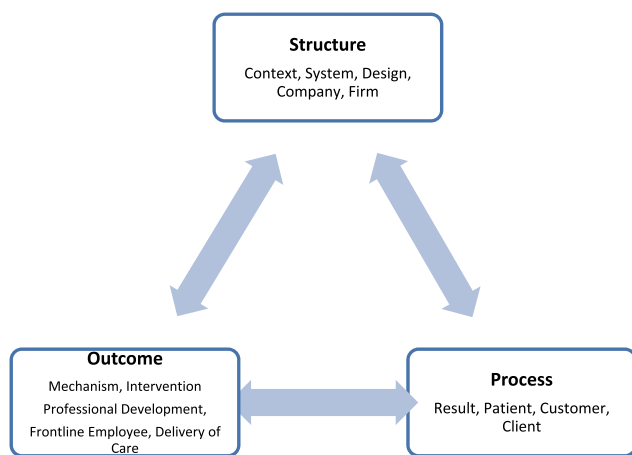 Structure
Context, System, Design,
Company, Firm
Outcome
Mechanism, Intervention
Professional Development,
Frontline Employee, Delivery of
Care
Process
Result, Patient, Customer,
Client